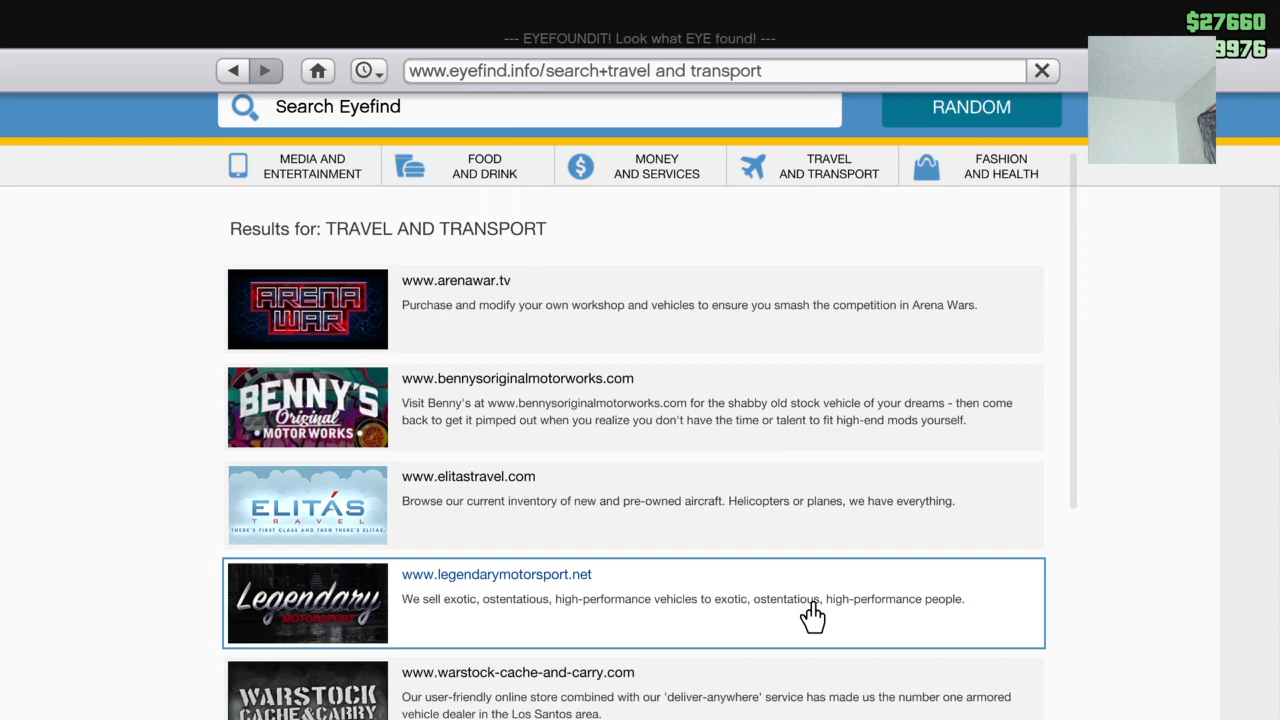 $27660
--- EYEFOUNDIT! Look what EYE found! ---
9976
www.eyefind.info/search+travel and transport
Search Eyefind
RANDOM
MEDIA AND
ENTERTAINMENT
FOOD
AND DRINK
MONEY
AND SERVICES
TRAVEL
AND TRANSPORT
FASHION
AND HEALTH
Results for: TRAVEL AND TRANSPORT
ARENA
WAR
www.arenawar.tv
Purchase and modify your own workshop and vehicles to ensure you smash the competition in Arena Wars.
BENNY'S
Original
MOTOR WORKS
www.bennysoriginalmotorworks.com
Visit Benny's at www.bennysoriginalmotorworks.com for the shabby old stock vehicle of your dreams - then come
back to get it pimped out when you realize you don't have the time or talent to fit high-end mods yourself.
ELITÁS
TRAVEL
THERE'S FIRST CLASS AND THEN THERE'S ELITAS.
www.elitastravel.com
Browse our current inventory of new and pre-owned aircraft. Helicopters or planes, we have everything.
Legendary
MOTORSPORT
www.legendarymotorsport.net
We sell exotic, ostentatious, high-performance vehicles to exotic, ostentatious, high-performance people.
WARSTOCK
CACHE & CARRY
www.warstock-cache-and-carry.com
Our user-friendly online store combined with our 'deliver-anywhere' service has made us the number one armored
vehicle dealer in the Los Santos area.